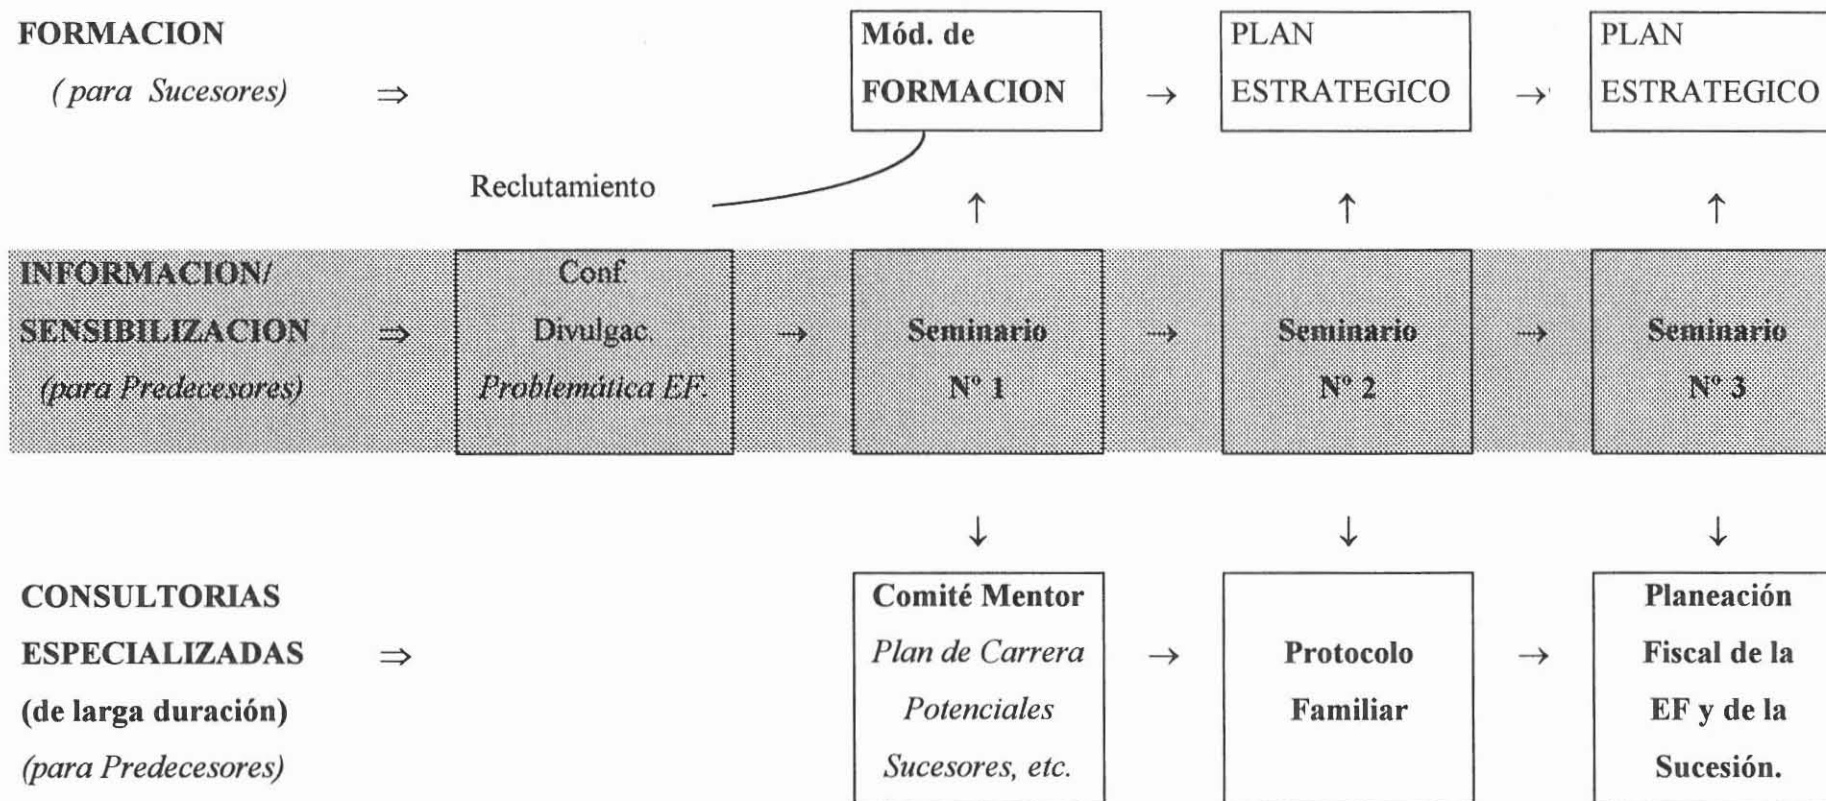 FORMACION
( para Sucesores) ⇒
Mód. de
FORMACION →
PLAN
ESTRATEGICO →
PLAN
ESTRATEGICO
Reclutamiento
↑ ↑ ↑
INFORMACION/
SENSIBILIZACION ⇒
(para Predecesores)
Conf.
Divulgac. →
Problemática EF.
Seminario →
Nº 1
Seminario →
Nº 2
Seminario
Nº 3
↓ ↓ ↓
CONSULTORIAS
ESPECIALIZADAS ⇒
(de larga duración)
(para Predecesores)
Comité Mentor
Plan de Carrera →
Potenciales
Sucesores, etc.
Protocolo →
Familiar
Planeación
Fiscal de la
EF y de la
Sucesión.